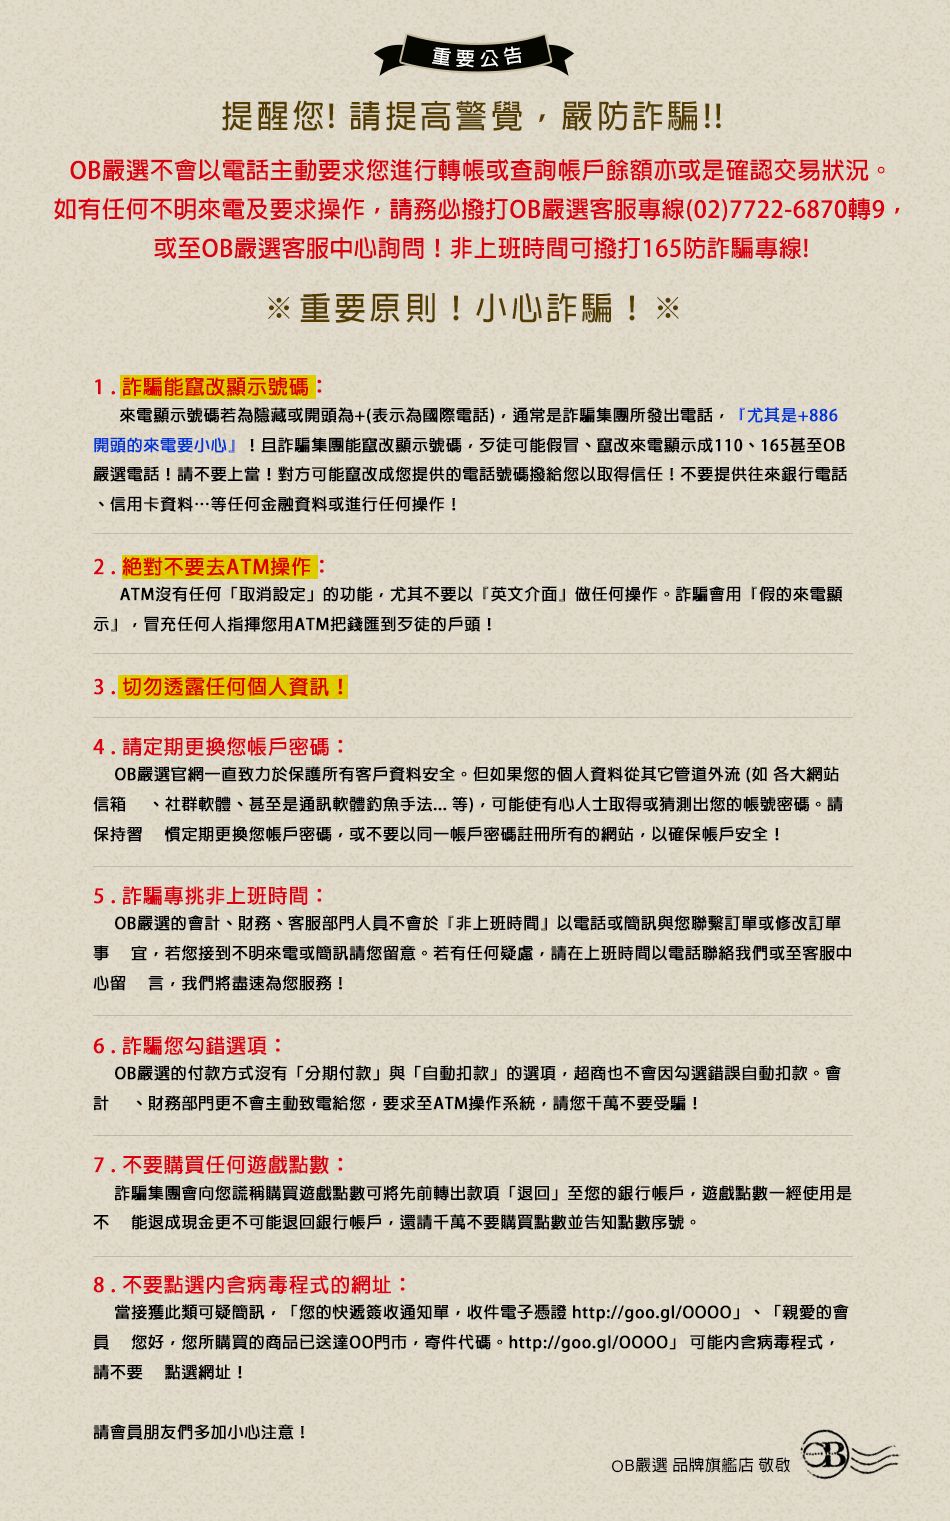 重要公告
提醒您! 請提高警覺，嚴防詐騙!!
OB嚴選不會以電話主動要求您進行轉帳或查詢帳戶餘額亦或是確認交易狀況。
如有任何不明來電及要求操作，請務必撥打OB嚴選客服專線(02)7722-6870轉9，
或至OB嚴選客服中心詢問！非上班時間可撥打165防詐騙專線!
※重要原則！小心詐騙！※
1.詐騙能竄改顯示號碼：
來電顯示號碼若為隱藏或開頭為+(表示為國際電話)，通常是詐騙集團所發出電話，『尤其是+886
開頭的來電要小心』！且詐騙集團能竄改顯示號碼，歹徒可能假冒、竄改來電顯示成110、165甚至OB
嚴選電話！請不要上當！對方可能竄改成您提供的電話號碼撥給您以取得信任！不要提供往來銀行電話
、信用卡資料…等任何金融資料或進行任何操作！
2.絕對不要去ATM操作：
ATM沒有任何「取消設定」的功能，尤其不要以『英文介面』做任何操作。詐騙會用『假的來電顯
示』，冒充任何人指揮您用ATM把錢匯到歹徒的戶頭！
3.切勿透露任何個人資訊！
4.請定期更換您帳戶密碼：
OB嚴選官網一直致力於保護所有客戶資料安全。但如果您的個人資料從其它管道外流 (如 各大網站
信箱 、社群軟體、甚至是通訊軟體釣魚手法... 等)，可能使有心人士取得或猜測出您的帳號密碼。請
保持習 慣定期更換您帳戶密碼，或不要以同一帳戶密碼註冊所有的網站，以確保帳戶安全！
5.詐騙專挑非上班時間：
OB嚴選的會計、財務、客服部門人員不會於『非上班時間』以電話或簡訊與您聯繫訂單或修改訂單
事 宜，若您接到不明來電或簡訊請您留意。若有任何疑慮，請在上班時間以電話聯絡我們或至客服中
心留 言，我們將盡速為您服務！
6.詐騙您勾錯選項：
OB嚴選的付款方式沒有「分期付款」與「自動扣款」的選項，超商也不會因勾選錯誤自動扣款。會
計 、財務部門更不會主動致電給您，要求至ATM操作系統，請您千萬不要受騙！
7.不要購買任何遊戲點數：
詐騙集團會向您謊稱購買遊戲點數可將先前轉出款項「退回」至您的銀行帳戶，遊戲點數一經使用是
不 能退成現金更不可能退回銀行帳戶，還請千萬不要購買點數並告知點數序號。
8.不要點選內含病毒程式的網址：
當接獲此類可疑簡訊，「您的快遞簽收通知單，收件電子憑證 http://goo.gl/OOOO」、「親愛的會
員 您好，您所購買的商品已送達OO門市，寄件代碼。http://goo.gl/OOOO」 可能內含病毒程式，
請不要 點選網址！
請會員朋友們多加小心注意！
OB嚴選 品牌旗艦店 敬啟
OB